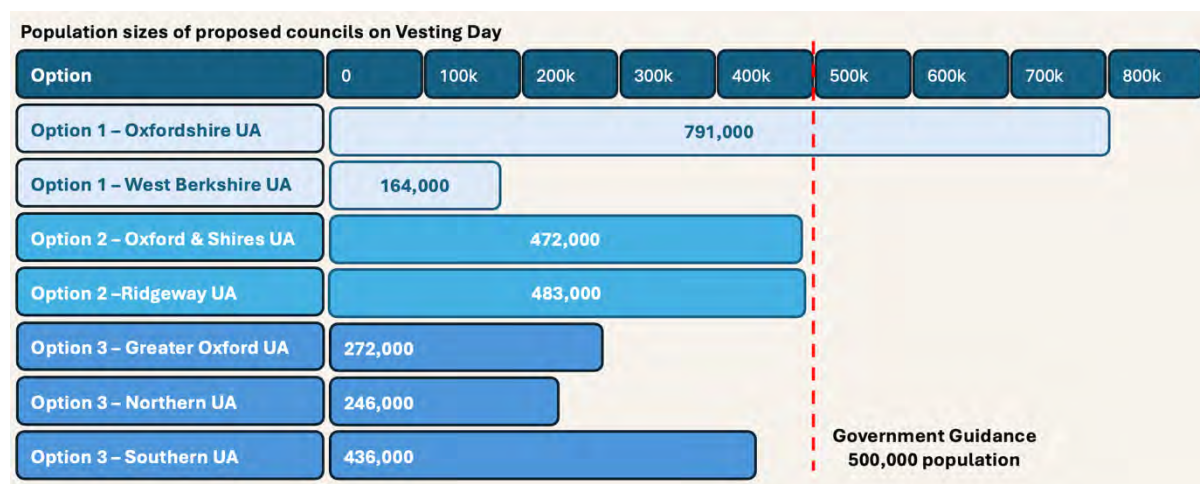 Population sizes of proposed councils on Vesting Day
Option 0 100k 200k 300k 400k 500k 600k 700k 800k
Option 1 – Oxfordshire UA 791,000
Option 1 – West Berkshire UA 164,000
Option 2 – Oxford & Shires UA 472,000
Option 2 –Ridgeway UA 483,000
Option 3 – Greater Oxford UA 272,000
Option 3 – Northern UA 246,000
Option 3 – Southern UA 436,000
Government Guidance
500,000 population